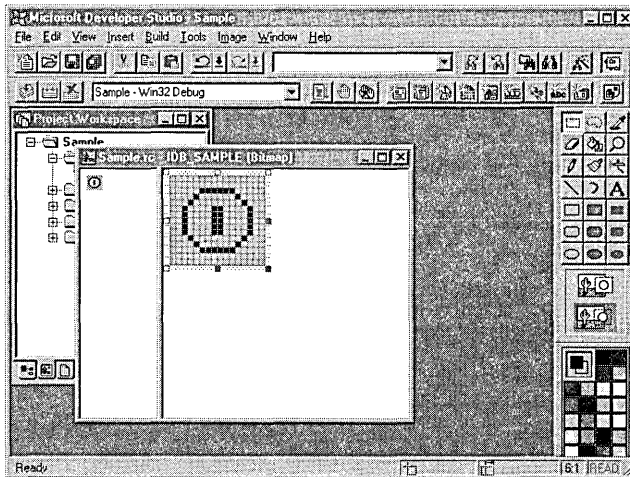 Microsoft Developer Studio - Sample
File Edit View Insert Build Tools Image Window Help
Sample - Win32 Debug
Project Workspace
Sample
Sample.rc - IDB_SAMPLE (Bitmap)
A
Ready
READ